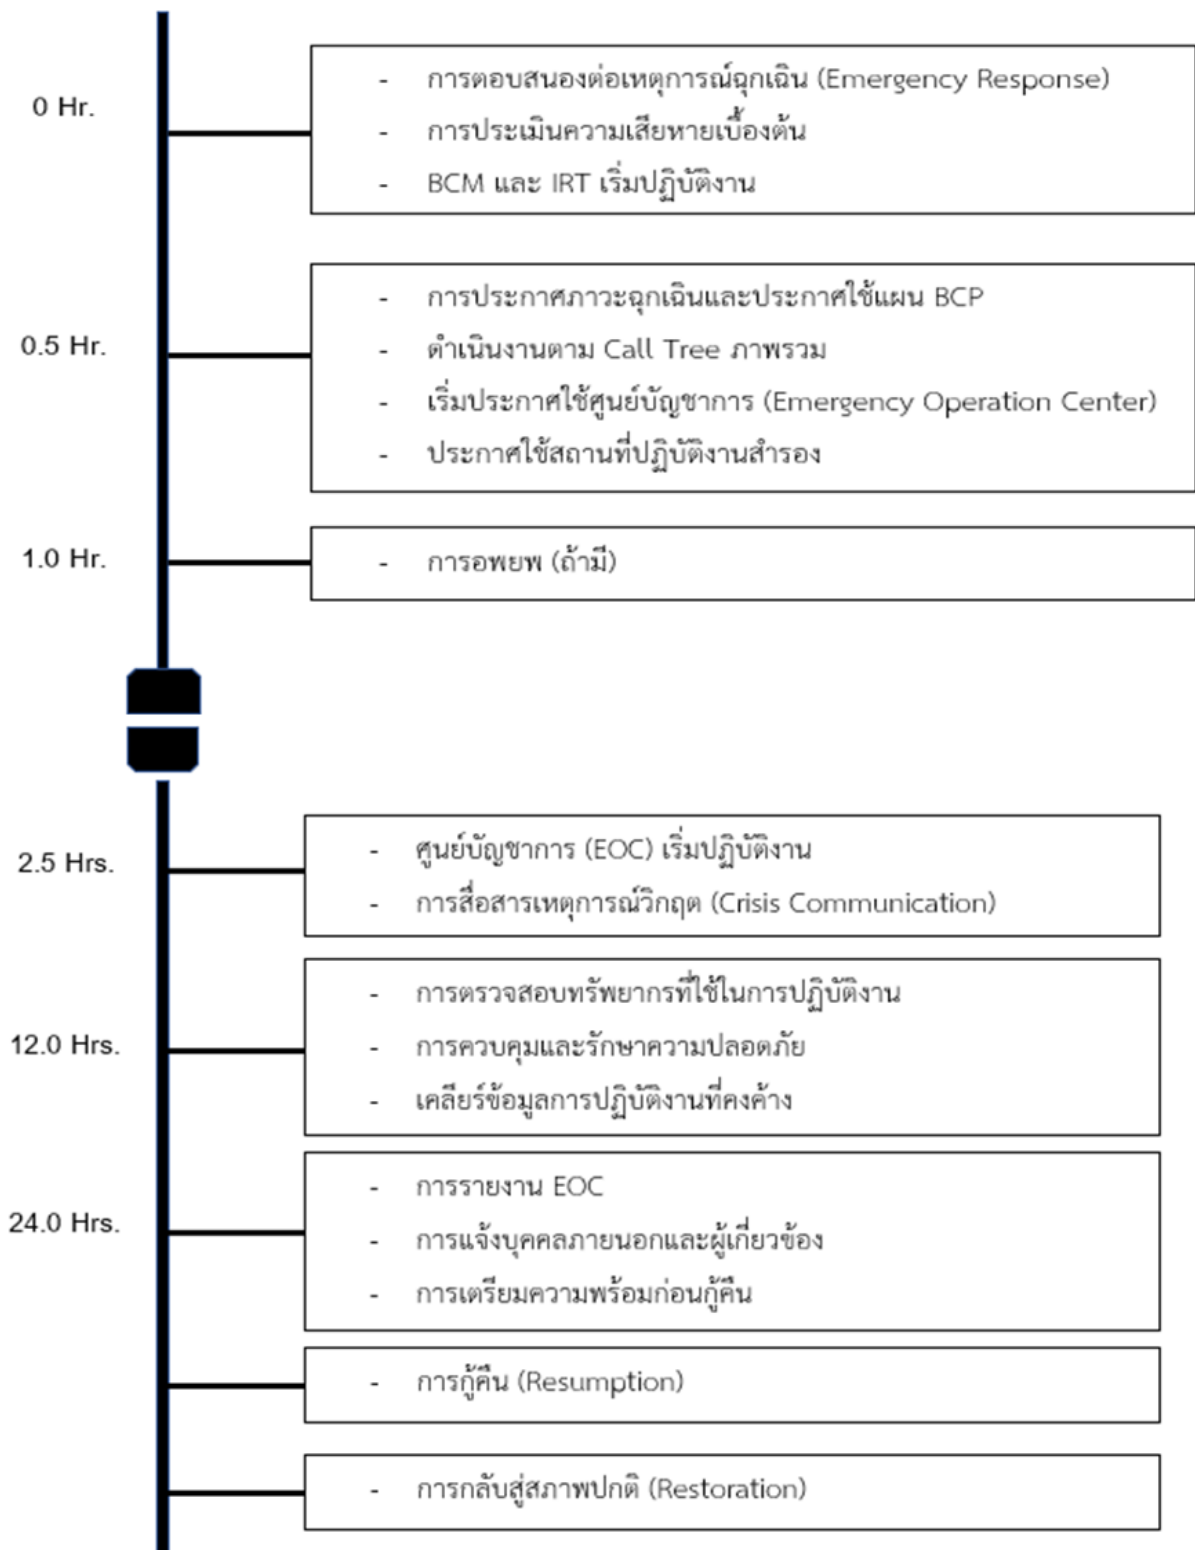 0 Hr.
- การตอบสนองต่อเหตุการณ์ฉุกเฉิน (Emergency Response)
- การประเมินความเสียหายเบื้องต้น
- BCM และ IRT เริ่มปฏิบัติงาน
0.5 Hr.
- การประกาศภาวะฉุกเฉินและประกาศใช้แผน BCP
- ดำเนินงานตาม Call Tree ภาพรวม
- เริ่มประกาศใช้ศูนย์บัญชาการ (Emergency Operation Center)
- ประกาศใช้สถานที่ปฏิบัติงานสำรอง
1.0 Hr.
- การอพยพ (ถ้ามี)
2.5 Hrs.
- ศูนย์บัญชาการ (EOC) เริ่มปฏิบัติงาน
- การสื่อสารเหตุการณ์วิกฤต (Crisis Communication)
12.0 Hrs.
- การตรวจสอบทรัพยากรที่ใช้ในการปฏิบัติงาน
- การควบคุมและรักษาความปลอดภัย
- เคลียร์ข้อมูลการปฏิบัติงานที่คงค้าง
24.0 Hrs.
- การรายงาน EOC
- การแจ้งบุคคลภายนอกและผู้เกี่ยวข้อง
- การเตรียมความพร้อมก่อนกู้คืน
- การกู้คืน (Resumption)
- การกลับสู่สภาพปกติ (Restoration)